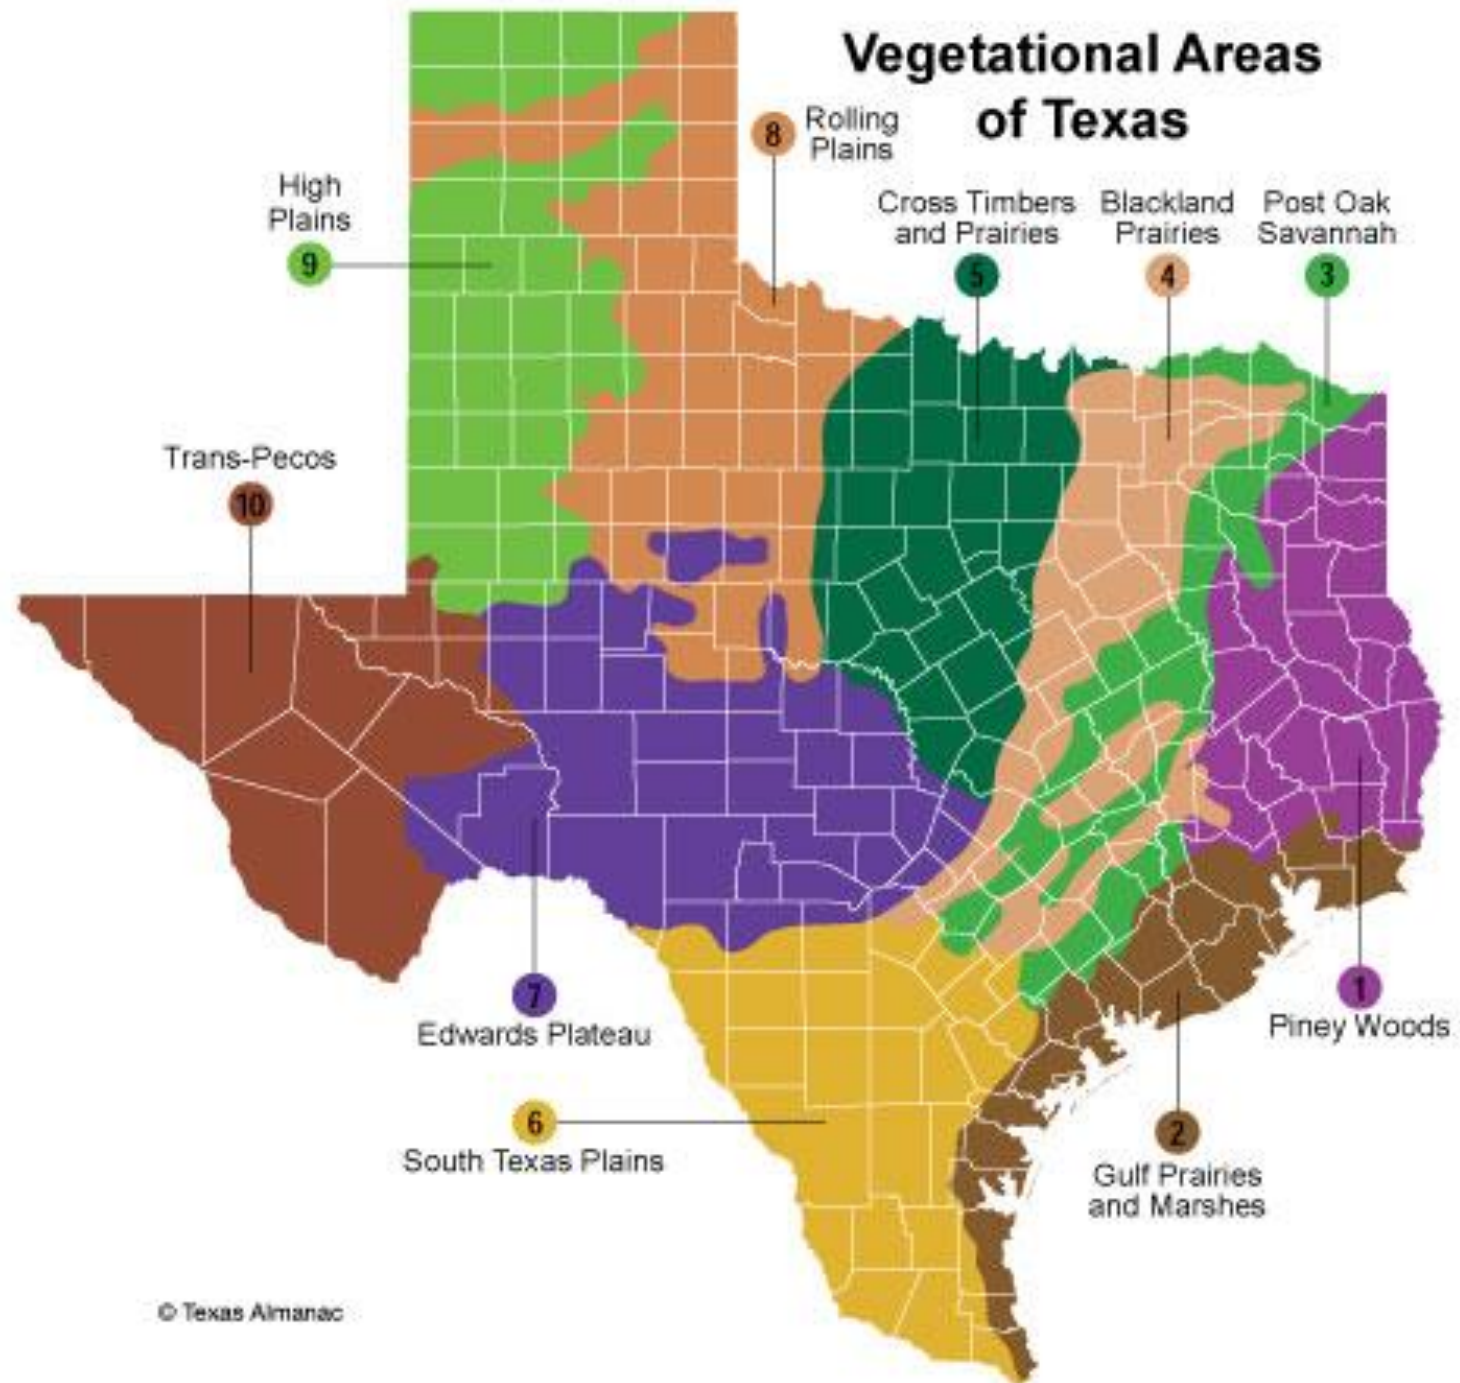 Vegetational Areas
of Texas
8
Rolling
Plains
High
Plains
9
Cross Timbers
and Prairies
5
Blackland
Prairies
4
Post Oak
Savannah
3
Trans-Pecos
10
7
Edwards Plateau
1
Piney Woods
6
South Texas Plains
2
Gulf Prairies
and Marshes
© Texas Almanac